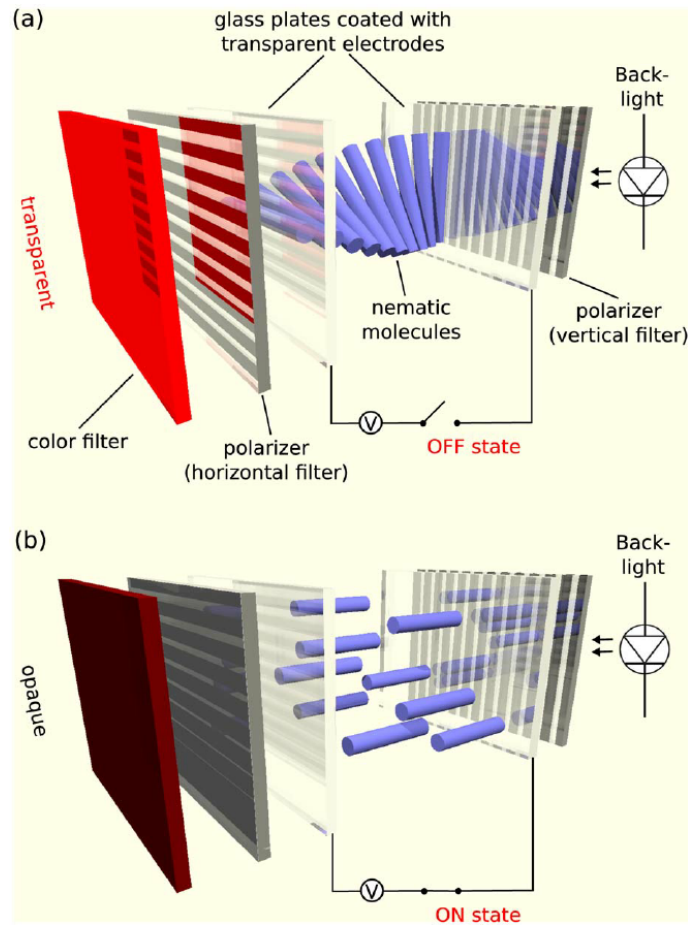 (a)
glass plates coated with
transparent electrodes
Back-
light
transparent
nematic
molecules
polarizer
(vertical filter)
color filter
polarizer
(horizontal filter)
V
OFF state
(b)
Back-
light
opaque
V
ON state